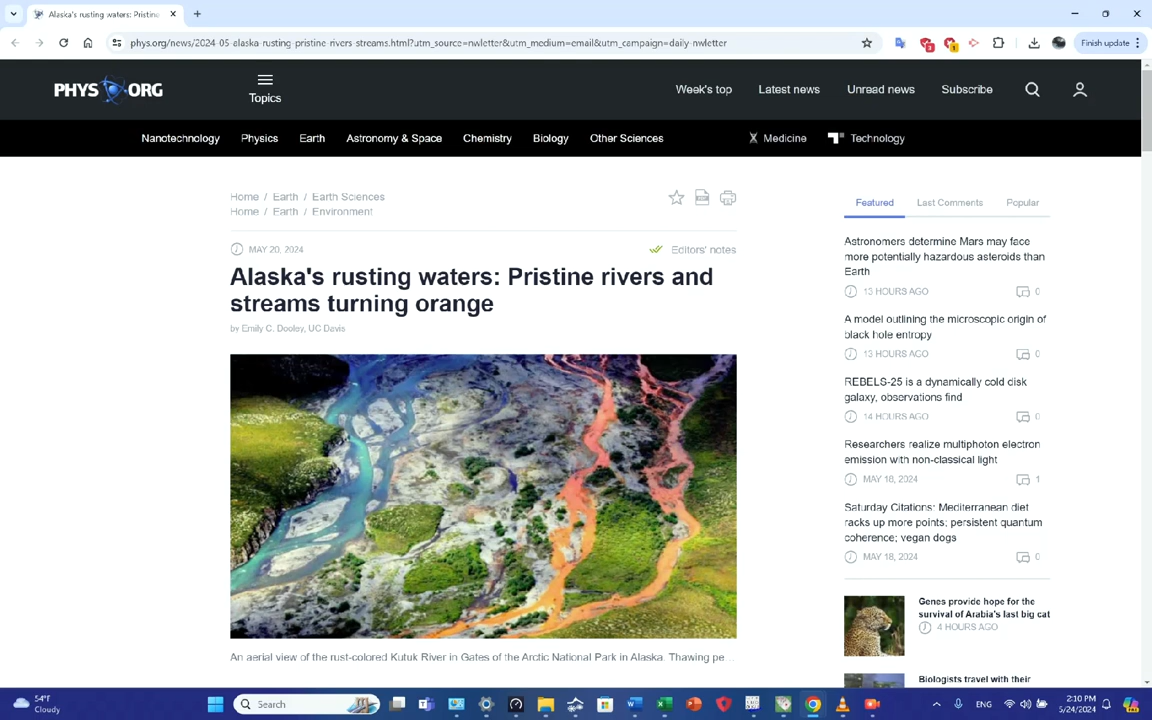 Alaska's rusting waters: Pristine
phys.org/news/2024-05-alaska-rusting-pristine-rivers-streams.html?utm_source=nwletter&utm_medium=email&utm_campaign=daily-nwletter
Finish update
PHYS ORG
Topics
Week's top
Latest news
Unread news
Subscribe
Nanotechnology
Physics
Earth
Astronomy & Space
Chemistry
Biology
Other Sciences
Medicine
Technology
Home / Earth / Earth Sciences
Home / Earth / Environment
MAY 20, 2024
Editors' notes
Alaska's rusting waters: Pristine rivers and
streams turning orange
by Emily C. Dooley, UC Davis
An aerial view of the rust-colored Kutuk River in Gates of the Arctic National Park in Alaska. Thawing pe...
Featured
Last Comments
Popular
Astronomers determine Mars may face
more potentially hazardous asteroids than
Earth
13 HOURS AGO
0
A model outlining the microscopic origin of
black hole entropy
13 HOURS AGO
0
REBELS-25 is a dynamically cold disk
galaxy, observations find
14 HOURS AGO
0
Researchers realize multiphoton electron
emission with non-classical light
MAY 18, 2024
1
Saturday Citations: Mediterranean diet
racks up more points; persistent quantum
coherence; vegan dogs
MAY 18, 2024
0
Genes provide hope for the
survival of Arabia's last big cat
4 HOURS AGO
Biologists travel with their
54°F
Cloudy
Search
ENG
2:10 PM
5/24/2024